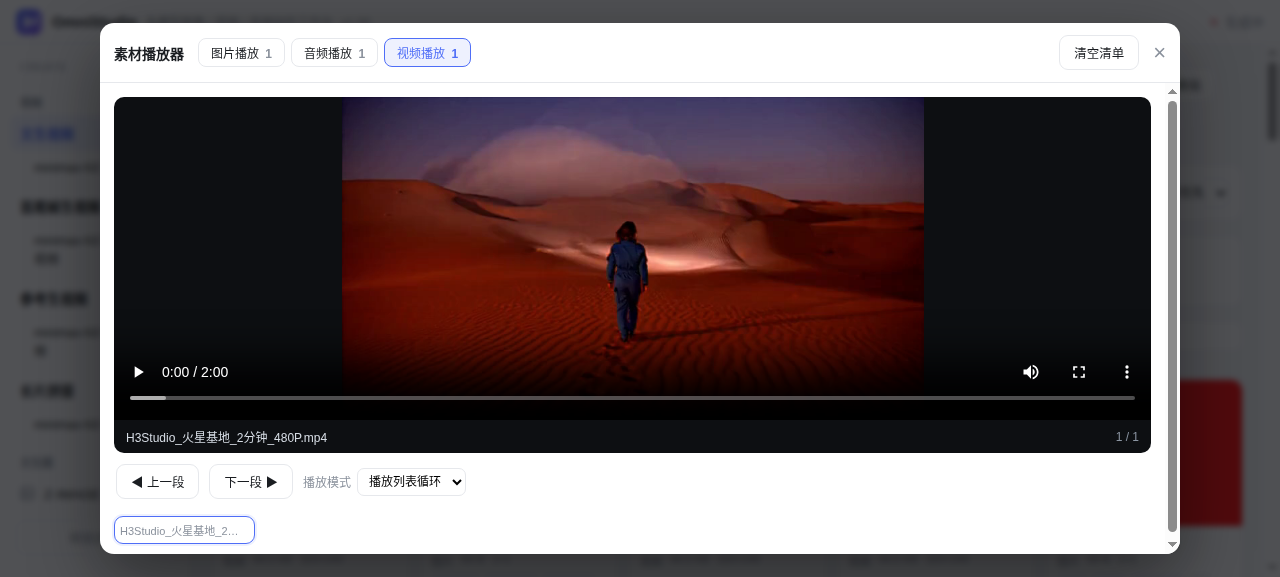 素材播放器
图片播放 1
音频播放 1
视频播放 1
清空清单
0:00 / 2:00
H3Studio_火星基地_2分钟_480P.mp4
1 / 1
上一段
下一段
播放模式
播放列表循环
H3Studio_火星基地_2...